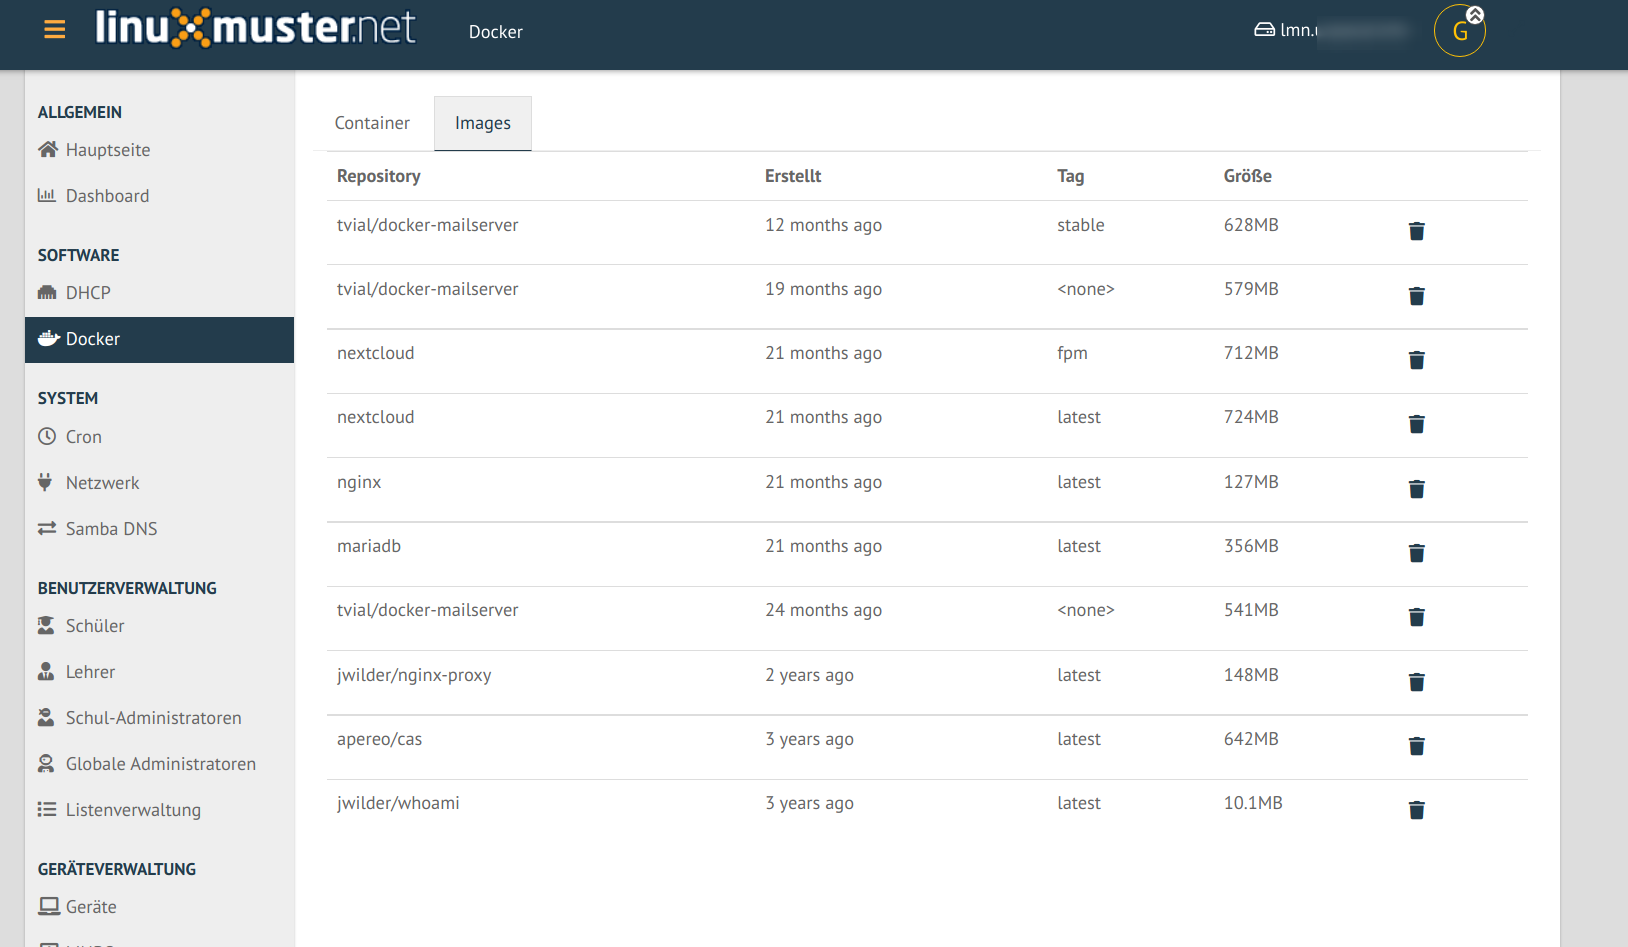 linuxmuster.net
Docker
lmn.
G
ALLGEMEIN
Hauptseite
Dashboard
SOFTWARE
DHCP
Docker
SYSTEM
Cron
Netzwerk
Samba DNS
BENUTZERVERWALTUNG
Schüler
Lehrer
Schul-Administratoren
Globale Administratoren
Listenverwaltung
GERÄTEVERWALTUNG
Geräte
Container Images
Repository Erstellt Tag Größe
tvial/docker-mailserver 12 months ago stable 628MB
tvial/docker-mailserver 19 months ago <none> 579MB
nextcloud 21 months ago fpm 712MB
nextcloud 21 months ago latest 724MB
nginx 21 months ago latest 127MB
mariadb 21 months ago latest 356MB
tvial/docker-mailserver 24 months ago <none> 541MB
jwilder/nginx-proxy 2 years ago latest 148MB
apereo/cas 3 years ago latest 642MB
jwilder/whoami 3 years ago latest 10.1MB